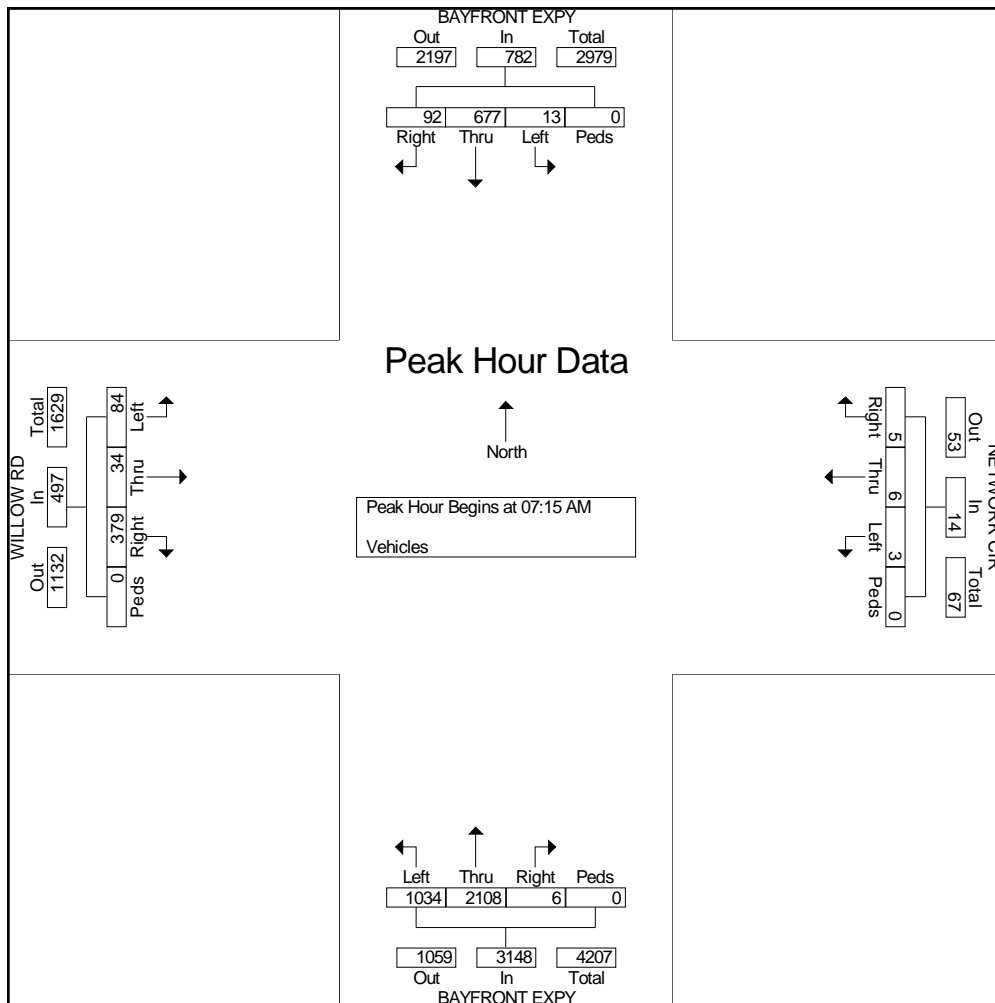 BAYFRONT EXPY
Out In Total
2197 782 2979
92 677 13 0
Right Thru Left Peds
Peak Hour Data
North
Peak Hour Begins at 07:15 AM
Vehicles
WILLOW RD
Total In Out
1629 497 1132
84 34 379 0
Left Thru Right Peds
Right Thru Left Peds
5 6 3 0
Out In Total
53 14 67
NETWORK CIR
Left Thru Right Peds
1034 2108 6 0
1059 3148 4207
Out In Total
BAYFRONT EXPY